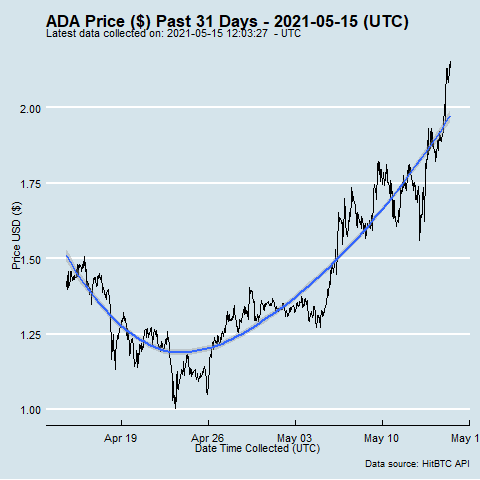 ADA Price ($) Past 31 Days - 2021-05-15 (UTC)
Latest data collected on: 2021-05-15 12:03:27 - UTC
Price USD ($)
2.00
1.75
1.50
1.25
1.00
Apr 19 Apr 26 May 03 May 10 May 1
Date Time Collected (UTC)
Data source: HitBTC API